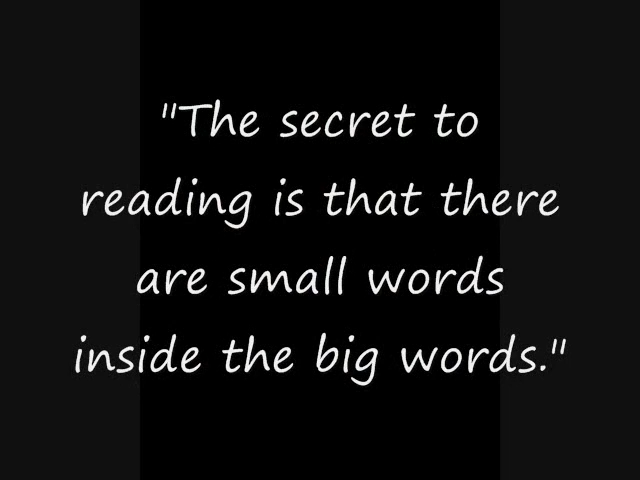 "The secret to
reading is that there
are small words
inside the big words."